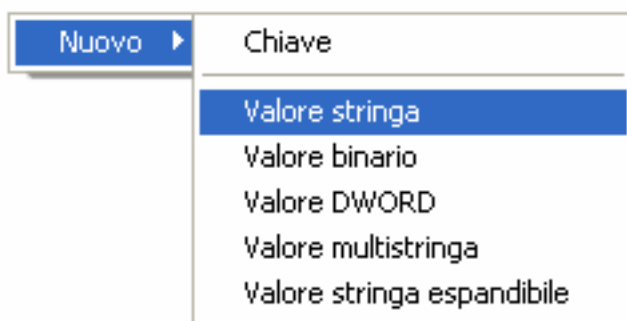 Nuovo
Chiave
Valore stringa
Valore binario
Valore DWORD
Valore multistringa
Valore stringa espandibile